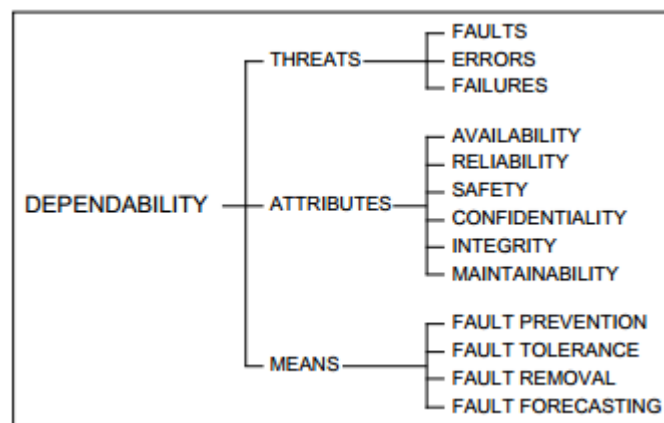 DEPENDABILITY
THREATS
FAULTS
ERRORS
FAILURES
ATTRIBUTES
AVAILABILITY
RELIABILITY
SAFETY
CONFIDENTIALITY
INTEGRITY
MAINTAINABILITY
MEANS
FAULT PREVENTION
FAULT TOLERANCE
FAULT REMOVAL
FAULT FORECASTING